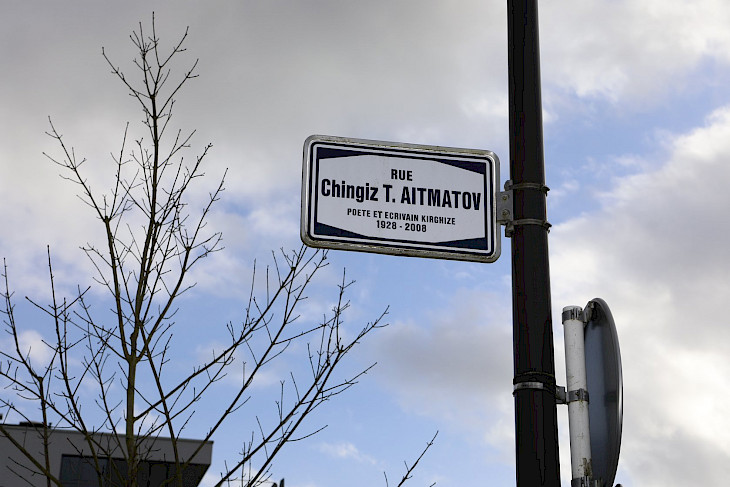 RUE
Chingiz T. AITMATOV
POETE ET ECRIVAIN KIRGHIZE
1928 - 2008